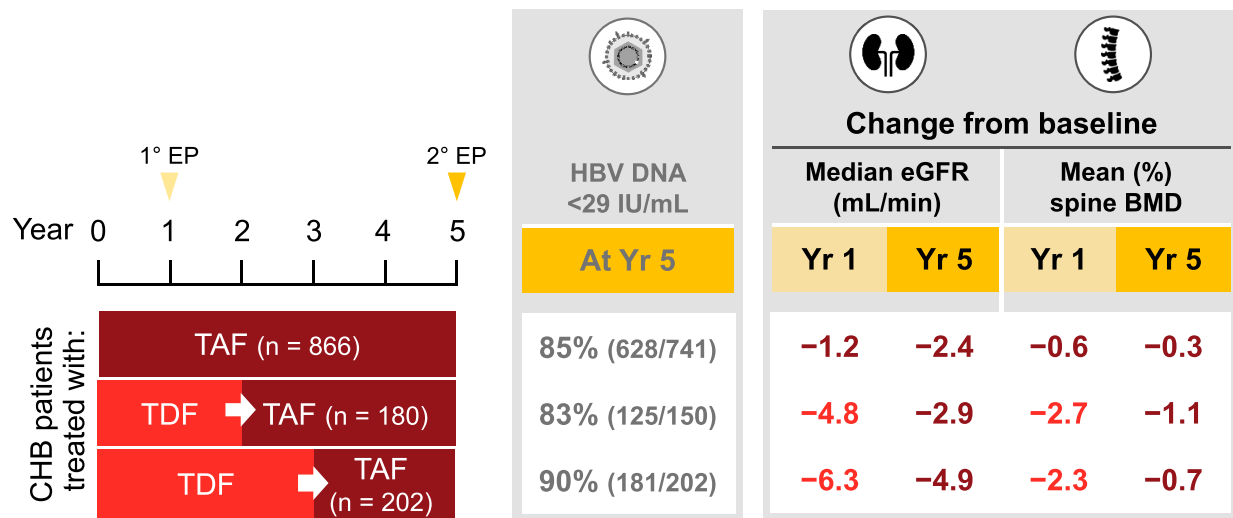 1° EP
2° EP
Year 0 1 2 3 4 5
CHB patients
treated with:
TAF (n = 866)
TDF TAF (n = 180)
TDF TAF
(n = 202)
HBV DNA
<29 IU/mL
At Yr 5
85% (628/741)
83% (125/150)
90% (181/202)
Change from baseline
Median eGFR
(mL/min)
Mean (%)
spine BMD
Yr 1 Yr 5 Yr 1 Yr 5
−1.2 −2.4 −0.6 −0.3
−4.8 −2.9 −2.7 −1.1
−6.3 −4.9 −2.3 −0.7